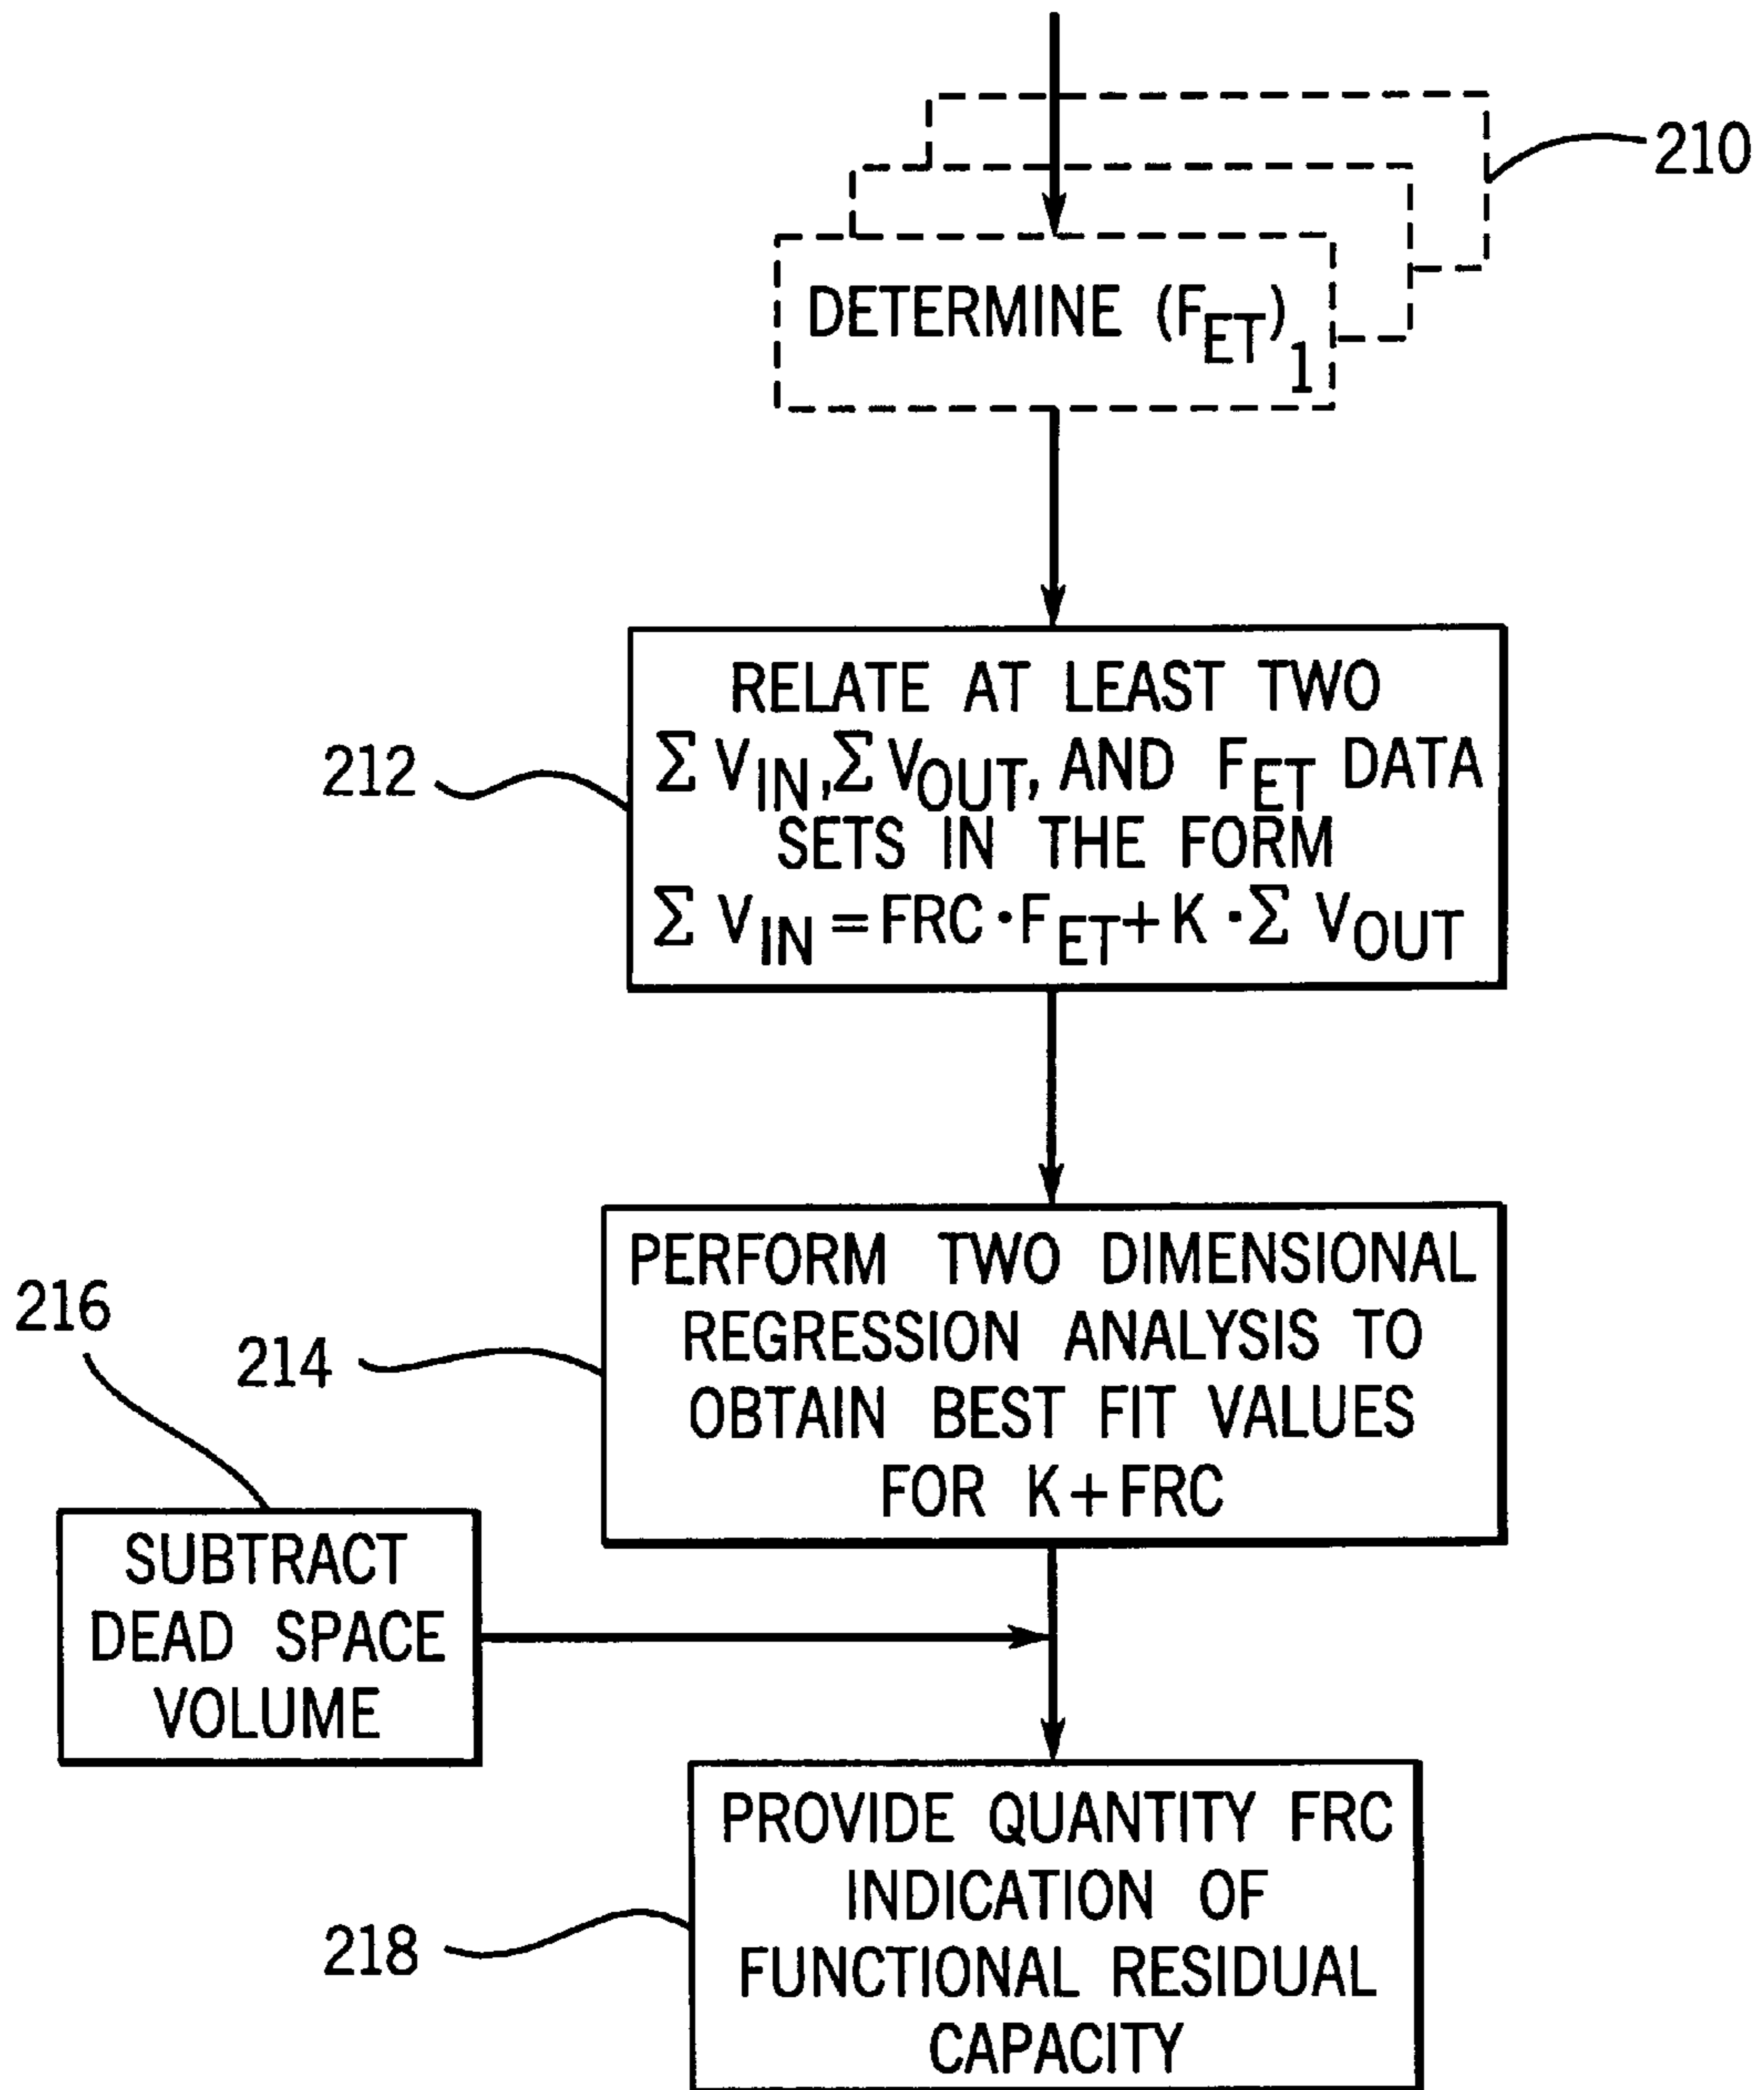 210
DETERMINE (F_ET)_1
212
RELATE AT LEAST TWO
Σ V_IN, Σ V_OUT, AND F_ET DATA
SETS IN THE FORM
Σ V_IN = FRC · F_ET + K · Σ V_OUT
214
PERFORM TWO DIMENSIONAL
REGRESSION ANALYSIS TO
OBTAIN BEST FIT VALUES
FOR K + FRC
216
SUBTRACT
DEAD SPACE
VOLUME
218
PROVIDE QUANTITY FRC
INDICATION OF
FUNCTIONAL RESIDUAL
CAPACITY